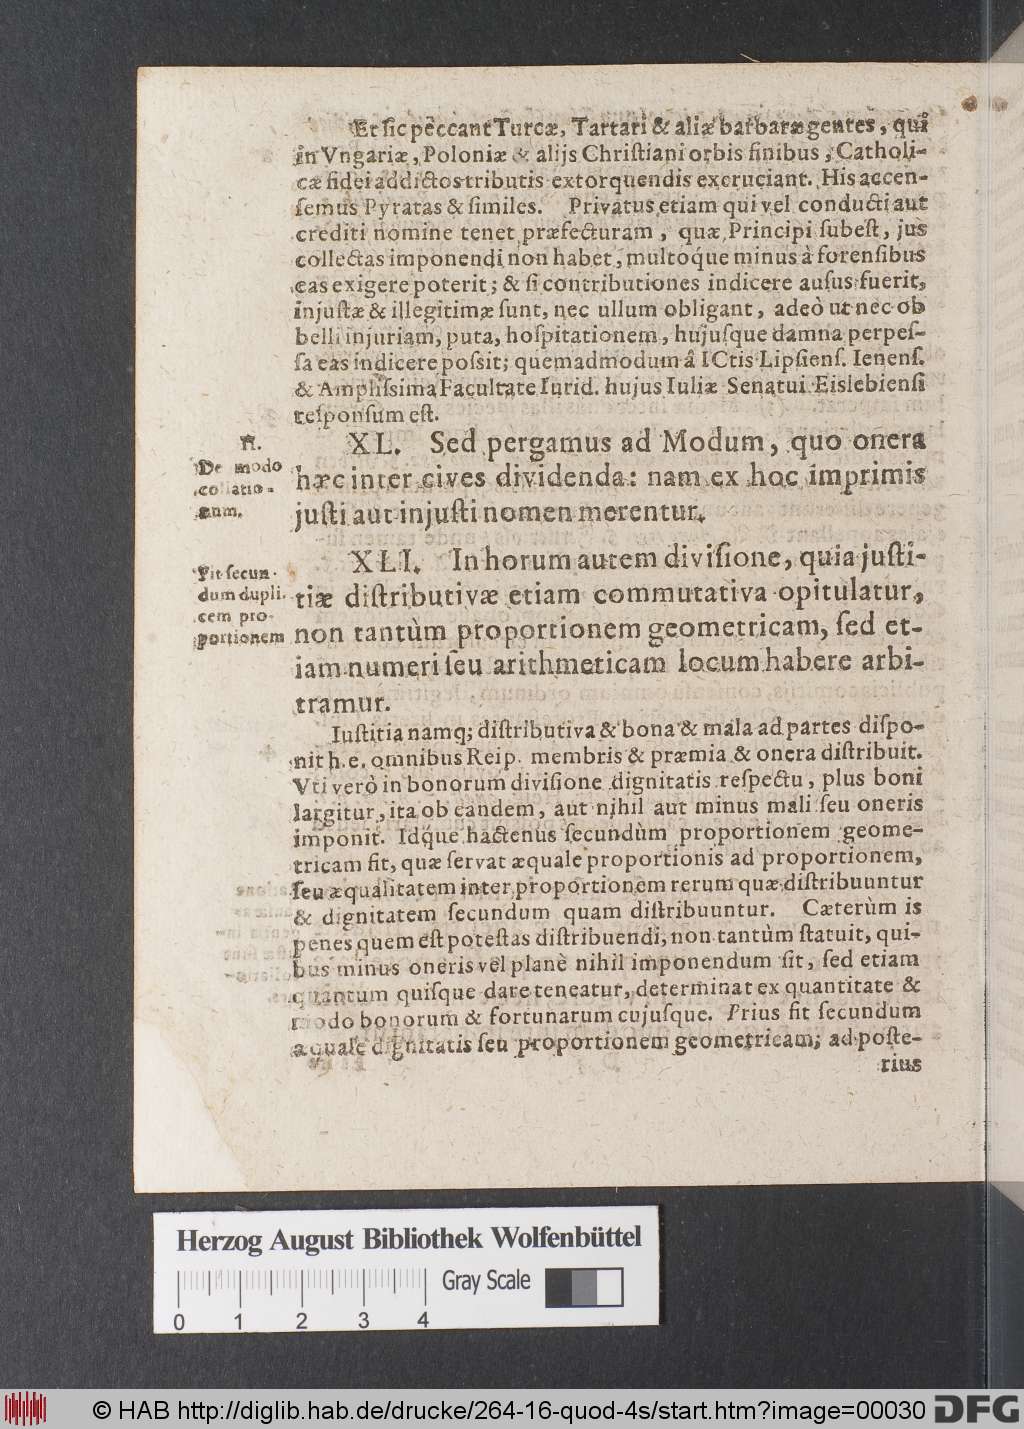 Et ſic peccant Turcæ, Tartari & aliæ barbaræ gentes, qui
in Vngariæ, Poloniæ & alijs Chriſtiani orbis finibus, Catholi-
cæ fidei addictos tributis extorquendis excruciant. His accen-
ſemus Pyratas & ſimiles. Privatus etiam qui vel conducti aut
crediti nomine tenet præfecturam, quæ Principi ſubeſt, jus
collectas imponendi non habet, multoq́ue minus à forenſibus
eas exigere poterit; & ſi contributiones indicere auſus fuerit,
injuſtæ & illegitimæ ſunt, nec ullum obligant, adeò ut nec ob
belli injuriam, puta, hoſpitationem, hujuſque damna perpeſ-
ſa eas indicere poſsit; quemadmodum â ICtis Lipſienſ. Ienenſ.
& Ampliſsima Facultate Iurid. hujus Iuliæ Senatui Eislebienſi
reſponſum eſt.
XL. Sed pergamus ad Modum, quo onera
hæc inter cives dividenda: nam ex hoc imprimis
juſti aut injuſti nomen merentur.
De modo
collatio-
num.
XLI. In horum autem diviſione, quia juſti-
tiæ diſtributivæ etiam commutativa opitulatur,
non tantùm proportionem geometricam, ſed et-
iam numeri ſeu arithmeticam locum habere arbi-
tramur.
Fit ſecun-
dum dupli-
cem pro-
portionem
Iuſtitia namq; diſtributiva & bona & mala ad partes diſpo-
nit h.e. omnibus Reip. membris & præmia & onera diſtribuit.
Vti verò in bonorum diviſione dignitatis reſpectu, plus boni
largitur, ita ob eandem, aut nihil aut minus mali ſeu oneris
imponit. Idq́ue hactenus ſecundùm proportionem geome-
tricam fit, quæ ſervat æquale proportionis ad proportionem,
ſeu æqualitatem inter proportionem rerum quæ diſtribuuntur
& dignitatem ſecundum quam diſtribuuntur. Cæterùm is
penes quem eſt poteſtas diſtribuendi, non tantùm ſtatuit, qui-
bus minus oneris vel planè nihil imponendum ſit, ſed etiam
quantum quiſque dare teneatur, determinat ex quantitate &
modo bonorum & fortunarum cujuſque. Prius fit ſecundum
æquale dignitatis ſeu proportionem geometricam; ad poſte-
rius
Herzog August Bibliothek Wolfenbüttel
Gray Scale
0 1 2 3 4
© HAB http://diglib.hab.de/drucke/264-16-quod-4s/start.htm?image=00030 DFG